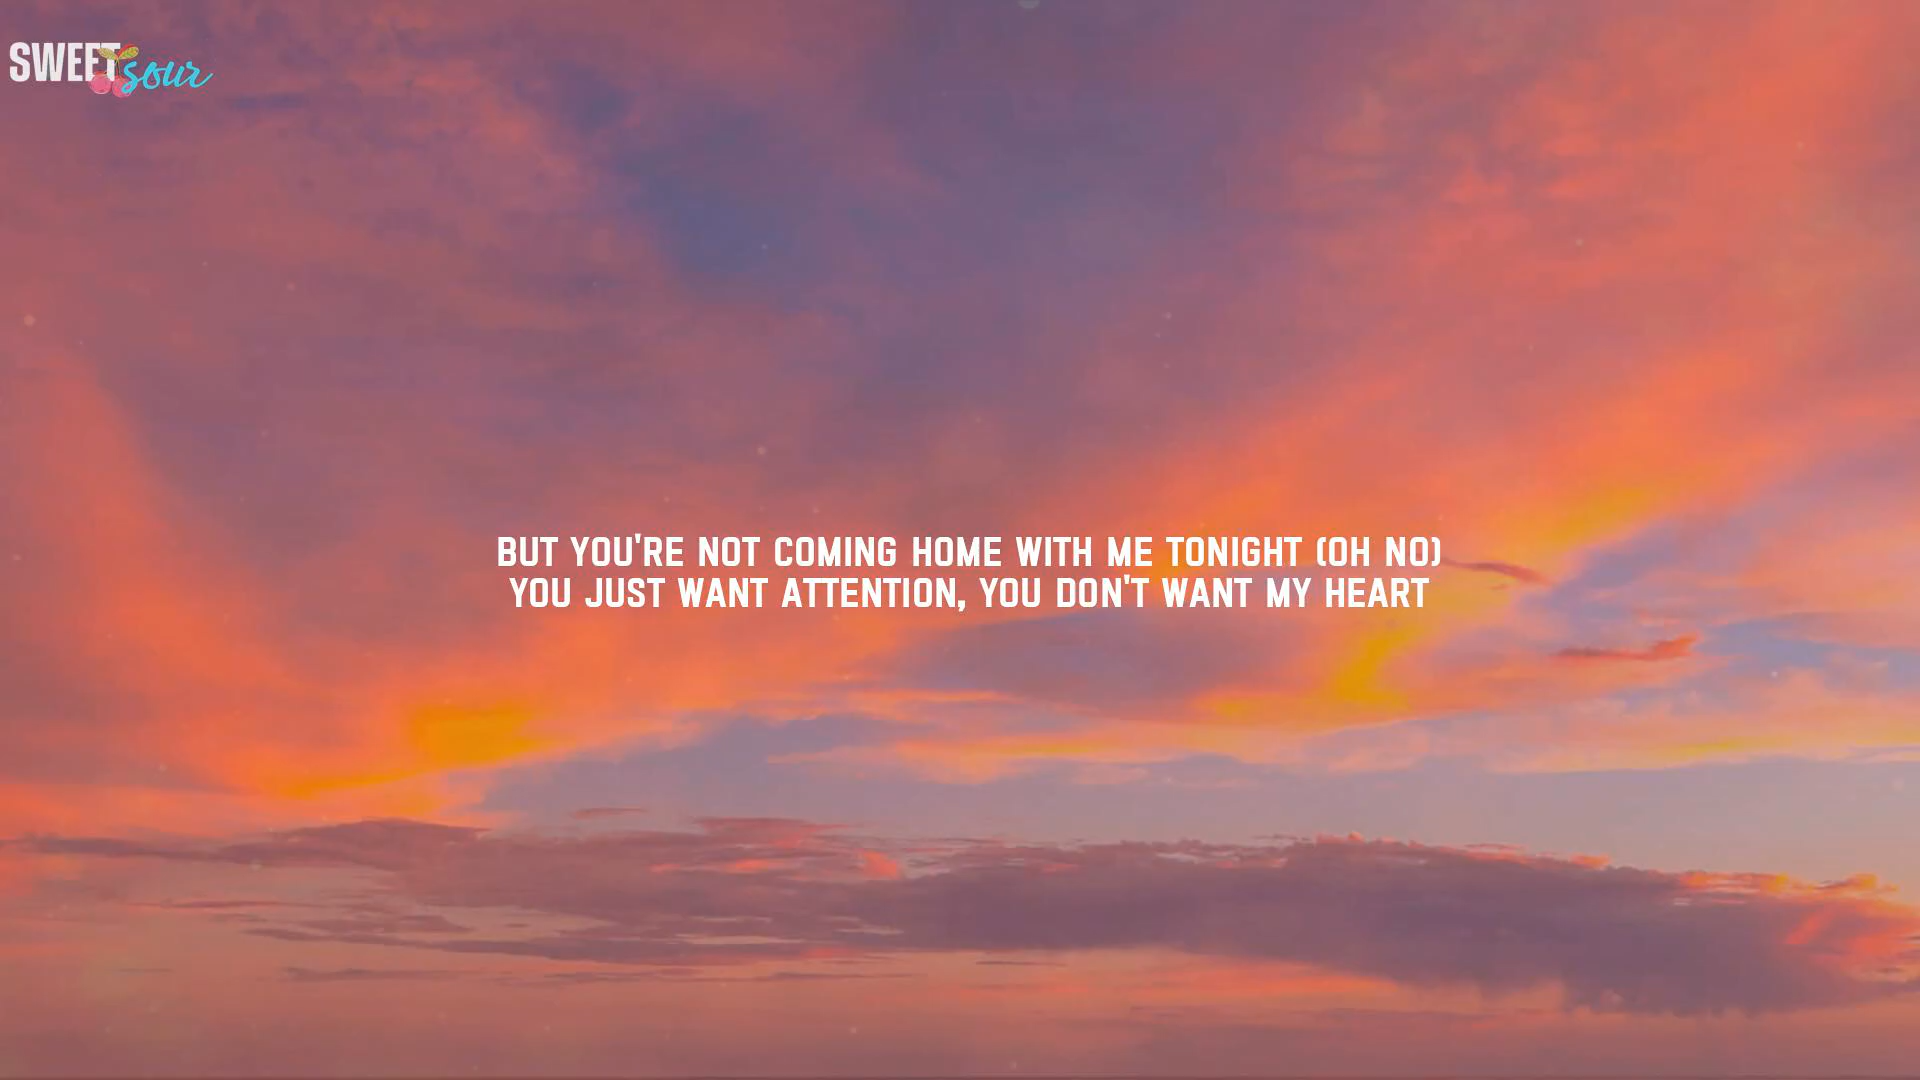 SWEET sour
BUT YOU'RE NOT COMING HOME WITH ME TONIGHT (OH NO)
YOU JUST WANT ATTENTION, YOU DON'T WANT MY HEART